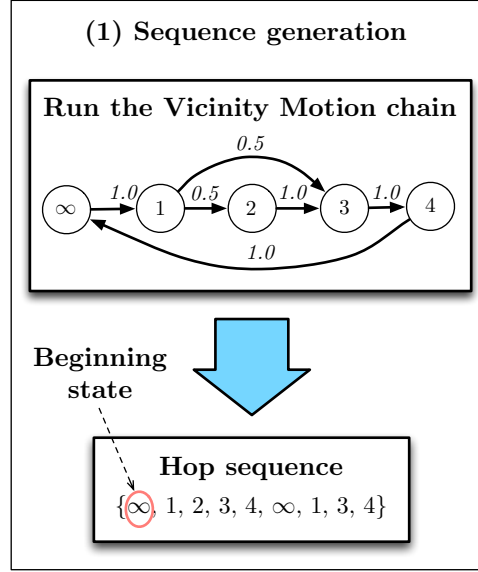 (1) Sequence generation
Run the Vicinity Motion chain
0.5
1.0 0.5 1.0 1.0
∞ 1 2 3 4
1.0
Beginning
state
Hop sequence
{∞, 1, 2, 3, 4, ∞, 1, 3, 4}